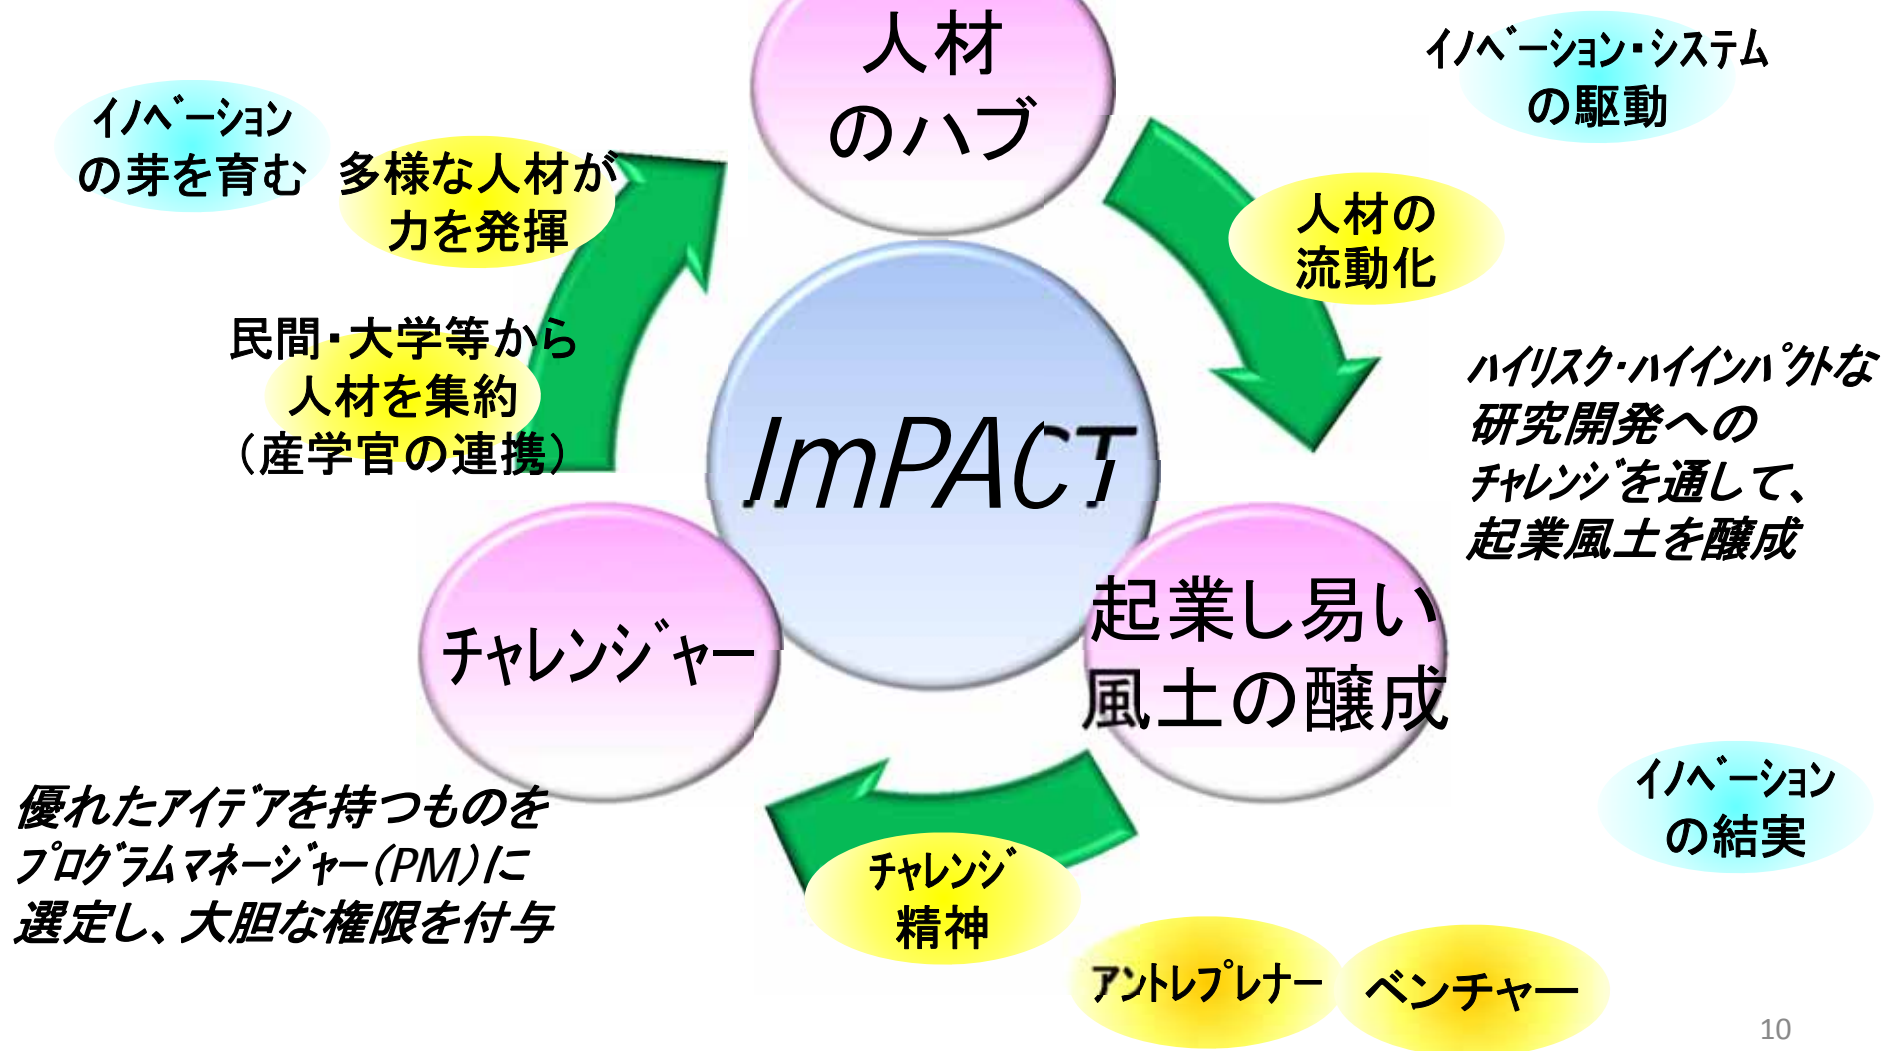 人材
のハブ
イノベーション・システム
の駆動
イノベーション
の芽を育む
多様な人材が
力を発揮
人材の
流動化
民間・大学等から
人材を集約
（産学官の連携）
ImPACT
ハイリスク・ハイインパクトな
研究開発への
チャレンジを通して、
起業風土を醸成
チャレンジャー
起業し易い
風土の醸成
優れたアイデアを持つものを
プログラムマネージャー（PM）に
選定し、大胆な権限を付与
チャレンジ
精神
イノベーション
の結実
アントレプレナー
ベンチャー
10